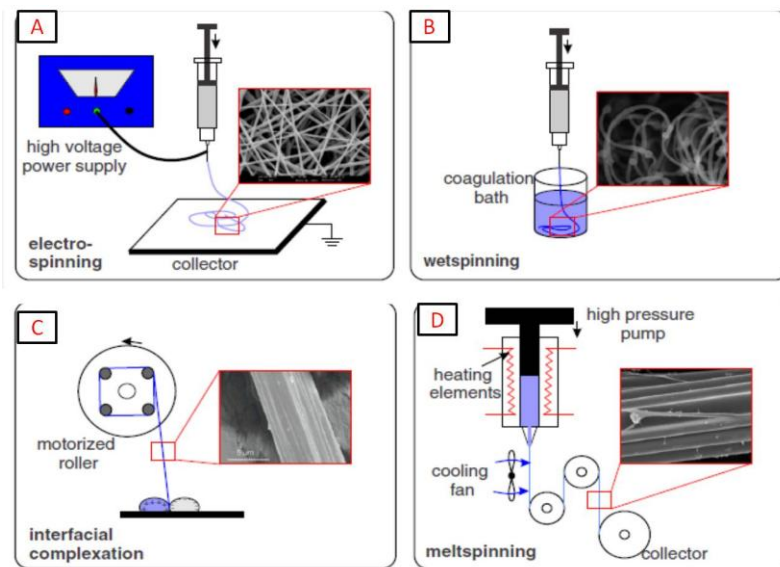 A
high voltage
power supply
electro-
spinning
collector
B
coagulation
bath
wetspinning
C
motorized
roller
interfacial
complexation
D
high pressure
pump
heating
elements
cooling
fan
meltspinning
collector